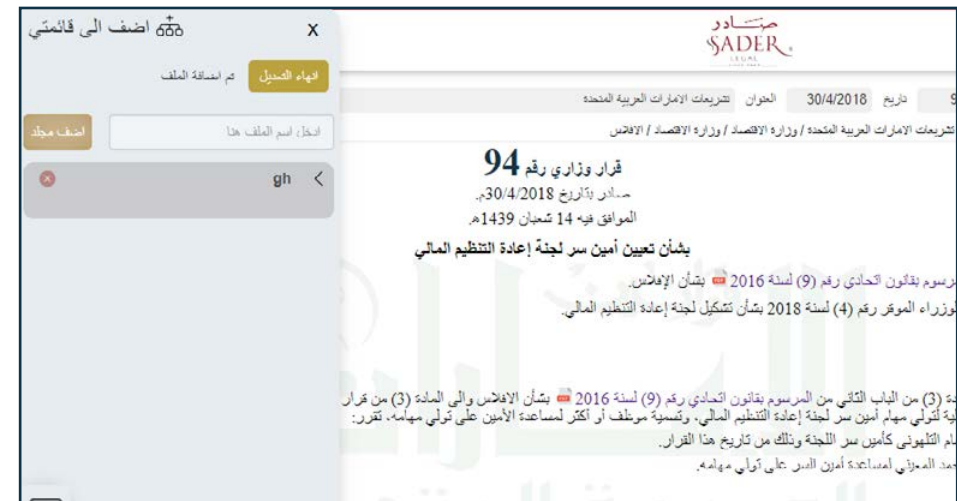 صادر
SADER
LEGAL
تاريخ 30/4/2018 العنوان تشريعات الامارات العربية المتحدة
تشريعات الامارات العربية المتحدة / وزارة الاقتصاد / وزارة الاقتصاد / الافلاس
قرار وزاري رقم 94
صادر بتاريخ 30/4/2018م.
الموافق فيه 14 شعبان 1439هـ.
بشأن تعيين أمين سر لجنة إعادة التنظيم المالي
مرسوم بقانون اتحادي رقم (9) لسنة 2016 PDF بشأن الإفلاس.
لوزراء الموقر رقم (4) لسنة 2018 بشأن تشكيل لجنة إعادة التنظيم المالي.
دة (3) من الباب الثاني من المرسوم بقانون اتحادي رقم (9) لسنة 2016 PDF بشأن الافلاس والى المادة (3) من قرار
ية لتولي مهام أمين سر لجنة إعادة التنظيم المالي، وتسمية موظف أو أكثر لمساعدة الأمين على تولي مهامه، تقرر:
ام التلهوني كأمين سر اللجنة وذلك من تاريخ هذا القرار.
لمساعدة أمين السر على تولي مهامه.
X اضف الى قائمتي
انهاء التعديل تم اضافة الملف
ادخل اسم الملف هنا اضف مجلد
gh